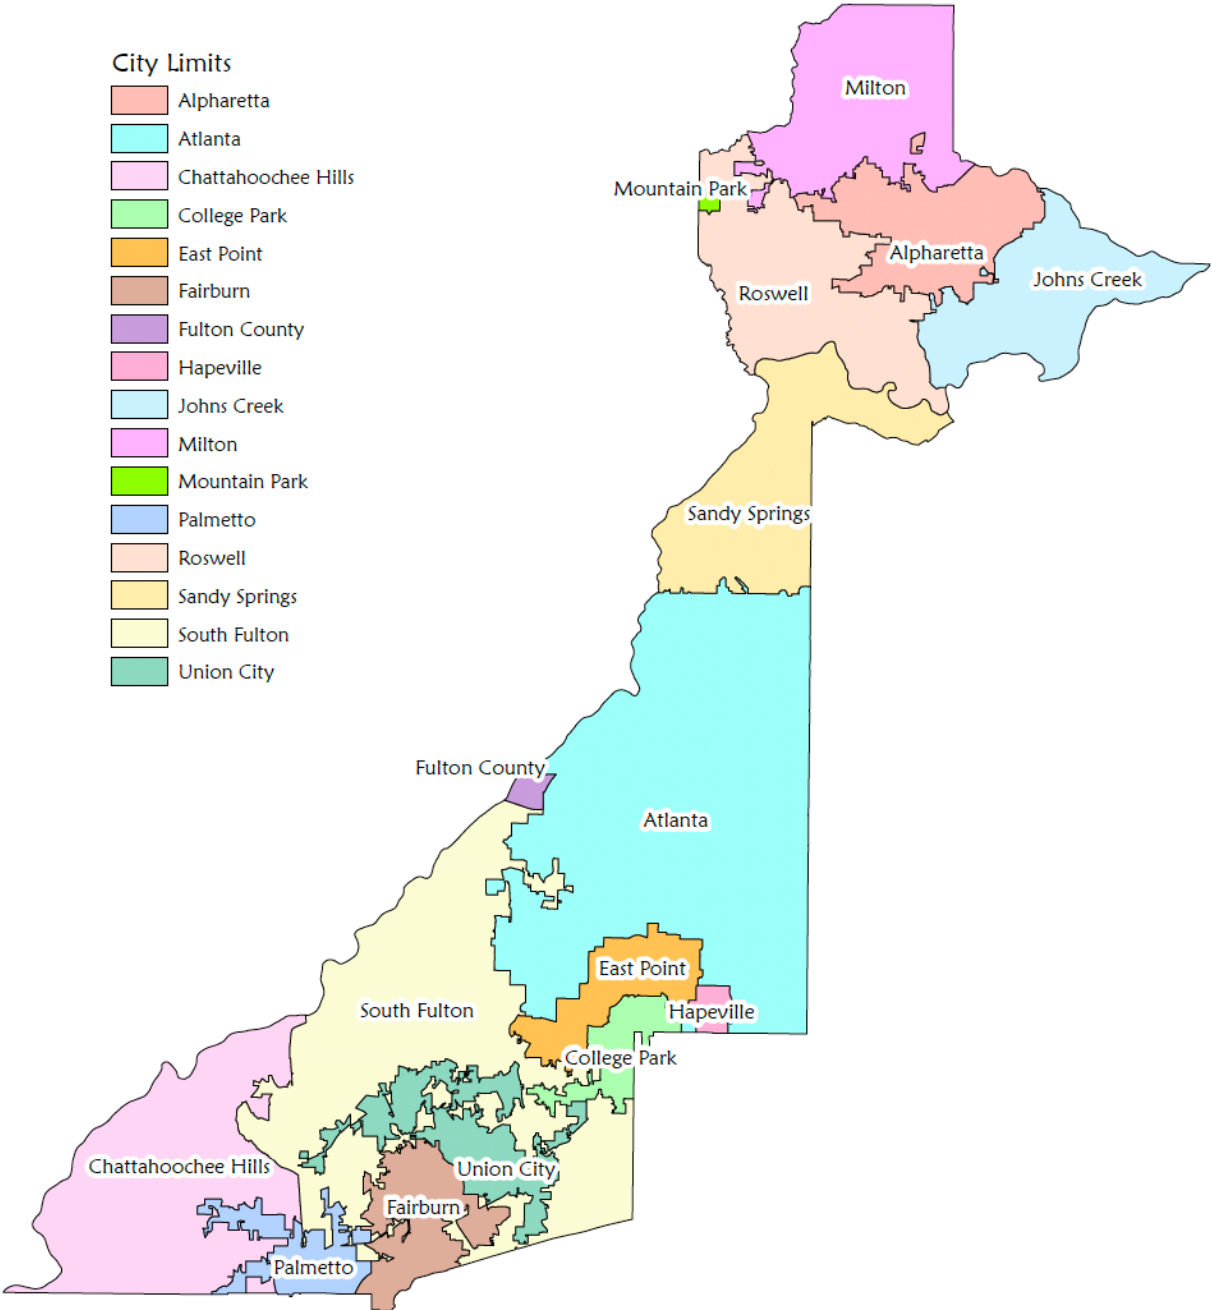 City Limits
Alpharetta
Atlanta
Chattahoochee Hills
College Park
East Point
Fairburn
Fulton County
Hapeville
Johns Creek
Milton
Mountain Park
Palmetto
Roswell
Sandy Springs
South Fulton
Union City
Milton
Mountain Park
Alpharetta
Johns Creek
Roswell
Sandy Springs
Fulton County
Atlanta
East Point
South Fulton
Hapeville
College Park
Chattahoochee Hills
Union City
Fairburn
Palmetto